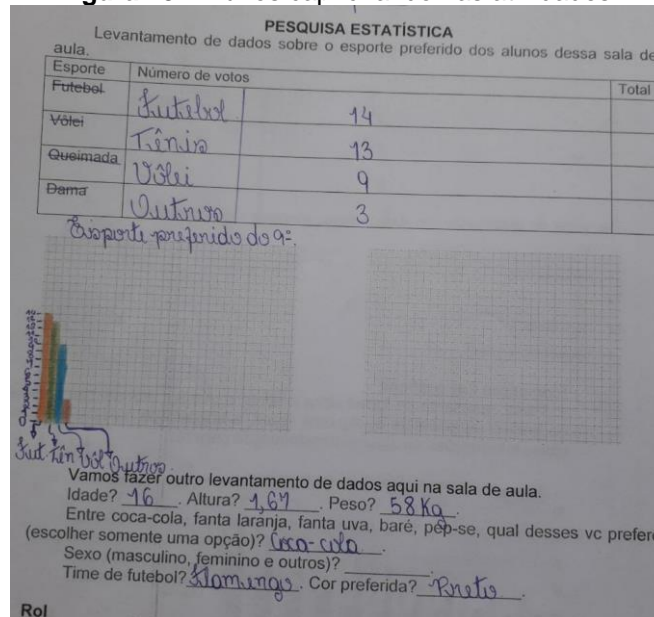 PESQUISA ESTATÍSTICA
Levantamento de dados sobre o esporte preferido dos alunos dessa sala de
aula.
Esporte Número de votos Total
Futebol Futebol 14
Vôlei Tênis 13
Queimada Vôlei 9
Dama Outros 3
Esporte preferido do 9º.
Fut Tên Vôl Outros
Vamos fazer outro levantamento de dados aqui na sala de aula.
Idade? 16 . Altura? 1,67 . Peso? 58 Kg .
Entre coca-cola, fanta laranja, fanta uva, baré, pep-se, qual desses vc prefere
(escolher somente uma opção)? Coca-cola .
Sexo (masculino, feminino e outros)? .
Time de futebol? Flamengo . Cor preferida? Preto .
Rol